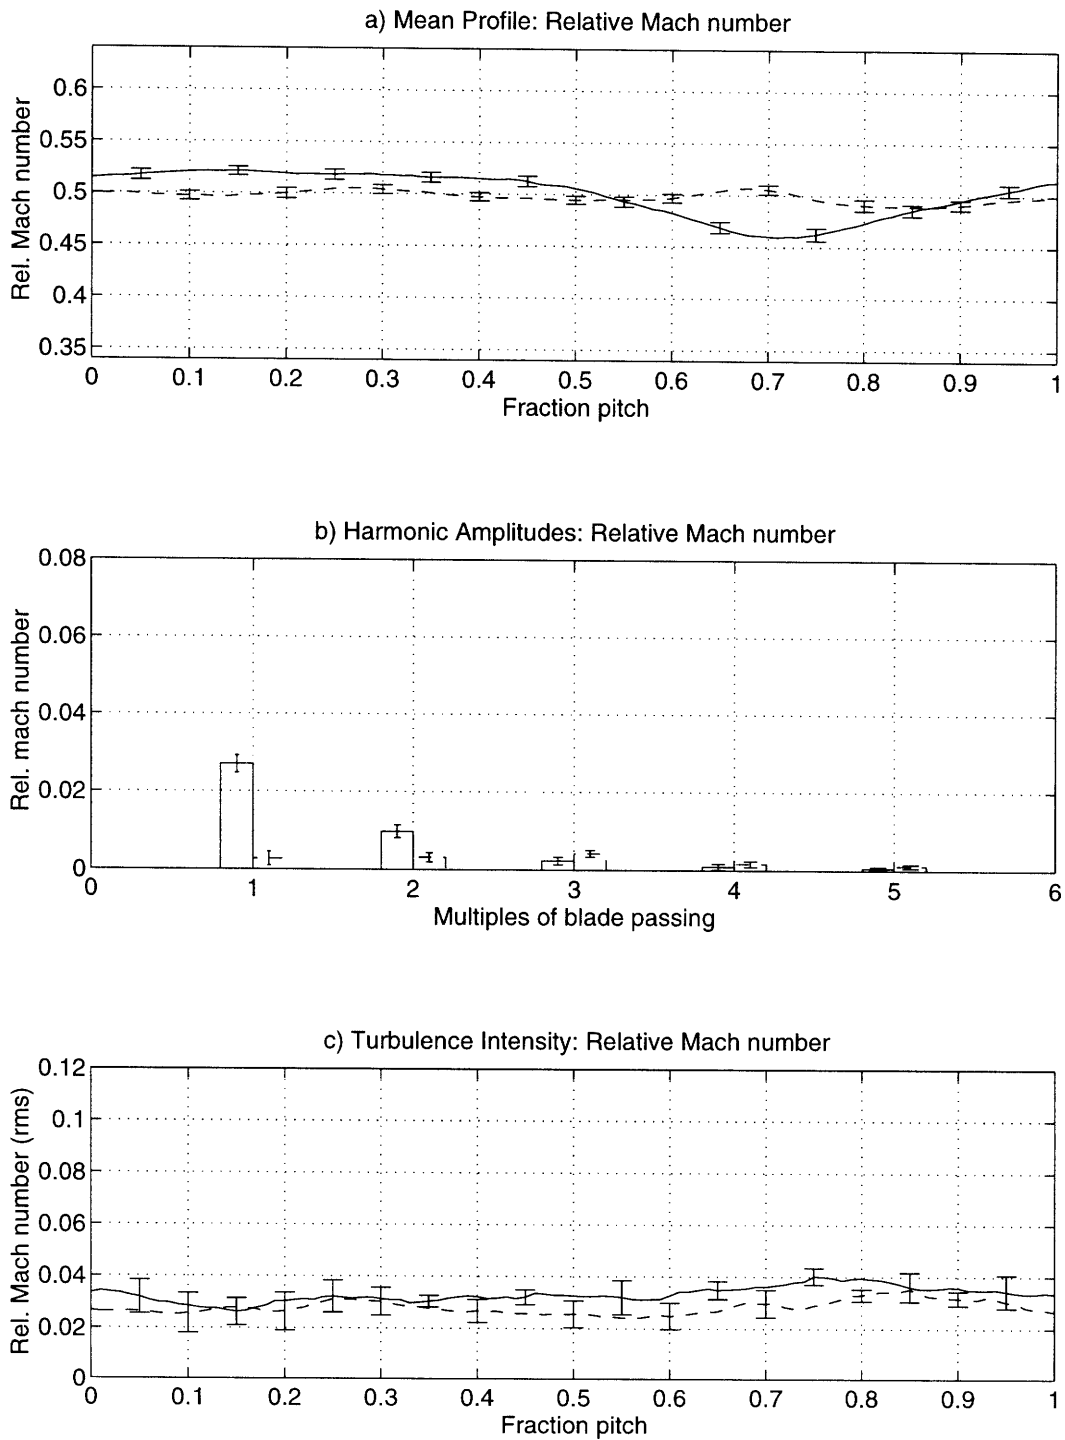 a) Mean Profile: Relative Mach number
Rel. Mach number
0.6
0.55
0.5
0.45
0.4
0.35
0 0.1 0.2 0.3 0.4 0.5 0.6 0.7 0.8 0.9 1
Fraction pitch
b) Harmonic Amplitudes: Relative Mach number
Rel. mach number
0.08
0.06
0.04
0.02
0
0 1 2 3 4 5 6
Multiples of blade passing
c) Turbulence Intensity: Relative Mach number
Rel. Mach number (rms)
0.12
0.1
0.08
0.06
0.04
0.02
0
0 0.1 0.2 0.3 0.4 0.5 0.6 0.7 0.8 0.9 1
Fraction pitch